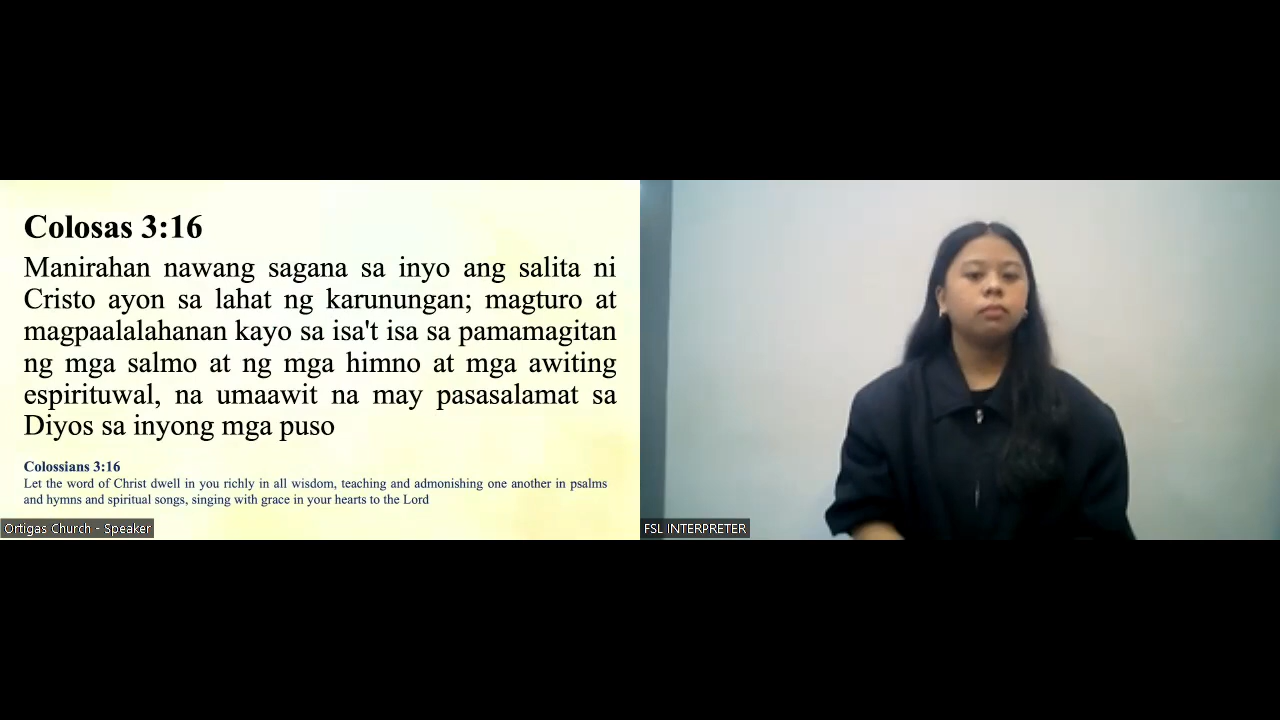 Colosas 3:16
Manirahan nawang sagana sa inyo ang salita ni
Cristo ayon sa lahat ng karunungan; magturo at
magpaalalahanan kayo sa isa't isa sa pamamagitan
ng mga salmo at ng mga himno at mga awiting
espirituwal, na umaawit na may pasasalamat sa
Diyos sa inyong mga puso
Colossians 3:16
Let the word of Christ dwell in you richly in all wisdom, teaching and admonishing one another in psalms
and hymns and spiritual songs, singing with grace in your hearts to the Lord
Ortigas Church - Speaker
FSL INTERPRETER